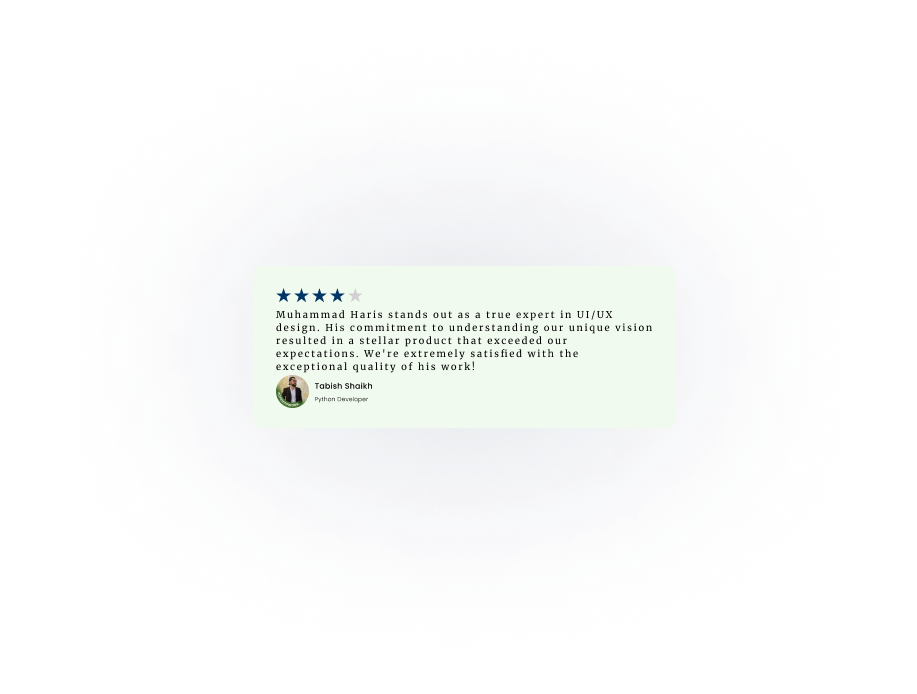 Muhammad Haris stands out as a true expert in UI/UX
design. His commitment to understanding our unique vision
resulted in a stellar product that exceeded our
expectations. We're extremely satisfied with the
exceptional quality of his work!
Tabish Shaikh
Python Developer